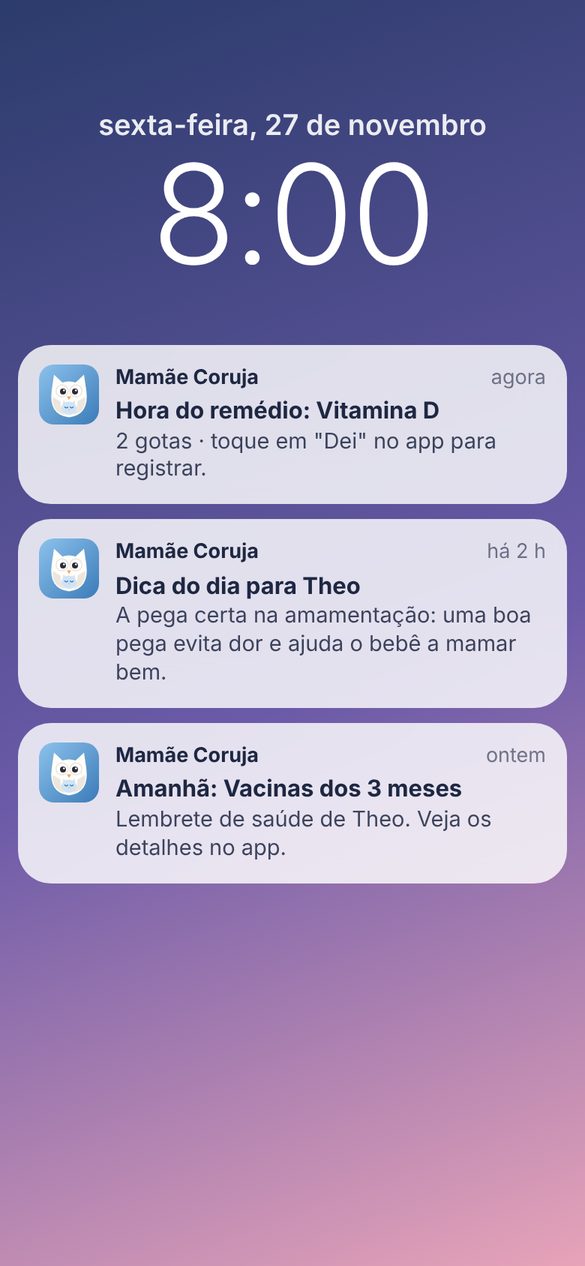 sexta-feira, 27 de novembro
8:00
Mamãe Coruja
agora
Hora do remédio: Vitamina D
2 gotas · toque em "Dei" no app para
registrar.
Mamãe Coruja
há 2 h
Dica do dia para Theo
A pega certa na amamentação: uma boa
pega evita dor e ajuda o bebê a mamar
bem.
Mamãe Coruja
ontem
Amanhã: Vacinas dos 3 meses
Lembrete de saúde de Theo. Veja os
detalhes no app.